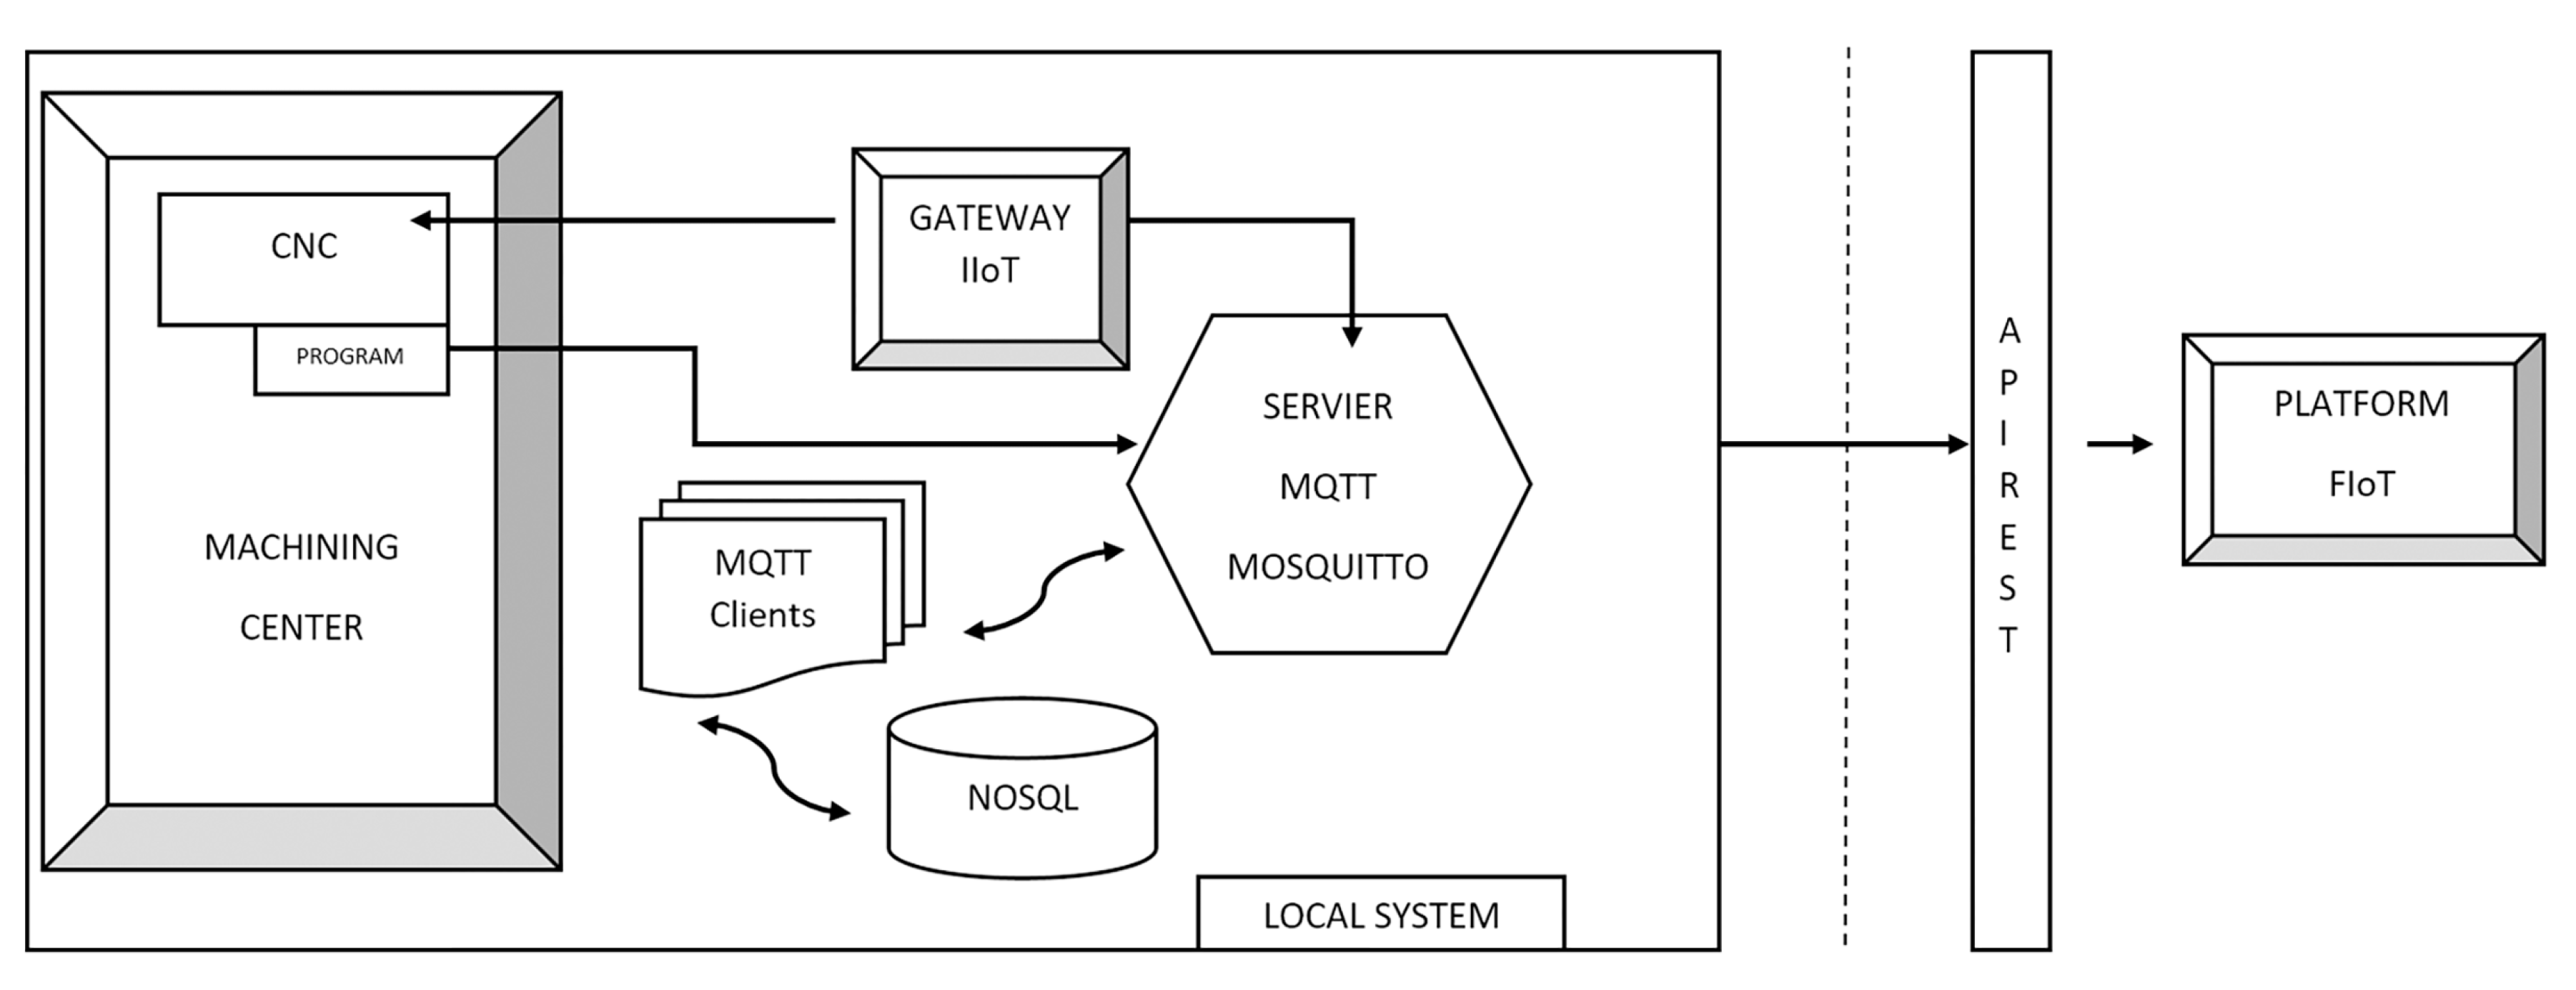 CNC
PROGRAM
MACHINING
CENTER
GATEWAY
IIoT
SERVIER
MQTT
MOSQUITTO
MQTT
Clients
NOSQL
LOCAL SYSTEM
A
P
I
R
E
S
T
PLATFORM
FIoT